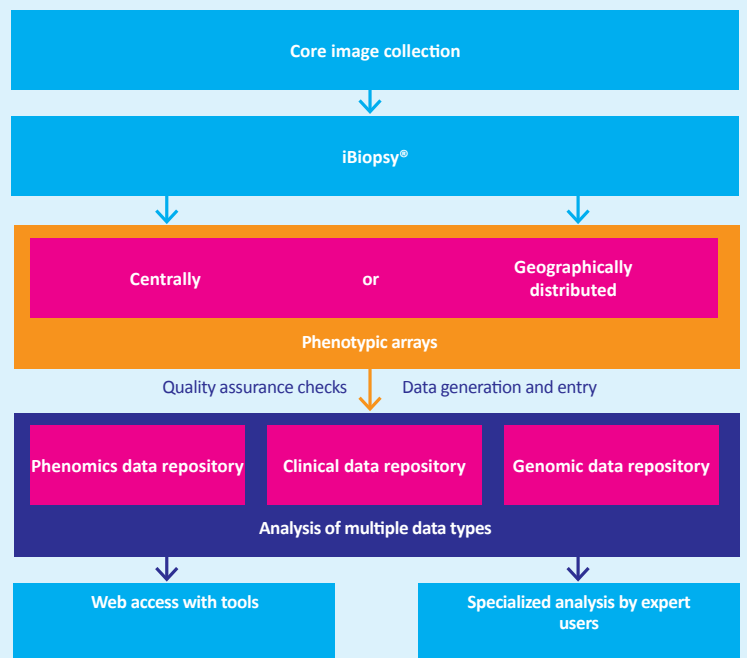 Core image collection
iBiopsy®
Centrally or Geographically
distributed
Phenotypic arrays
Quality assurance checks Data generation and entry
Phenomics data repository Clinical data repository Genomic data repository
Analysis of multiple data types
Web access with tools
Specialized analysis by expert
users